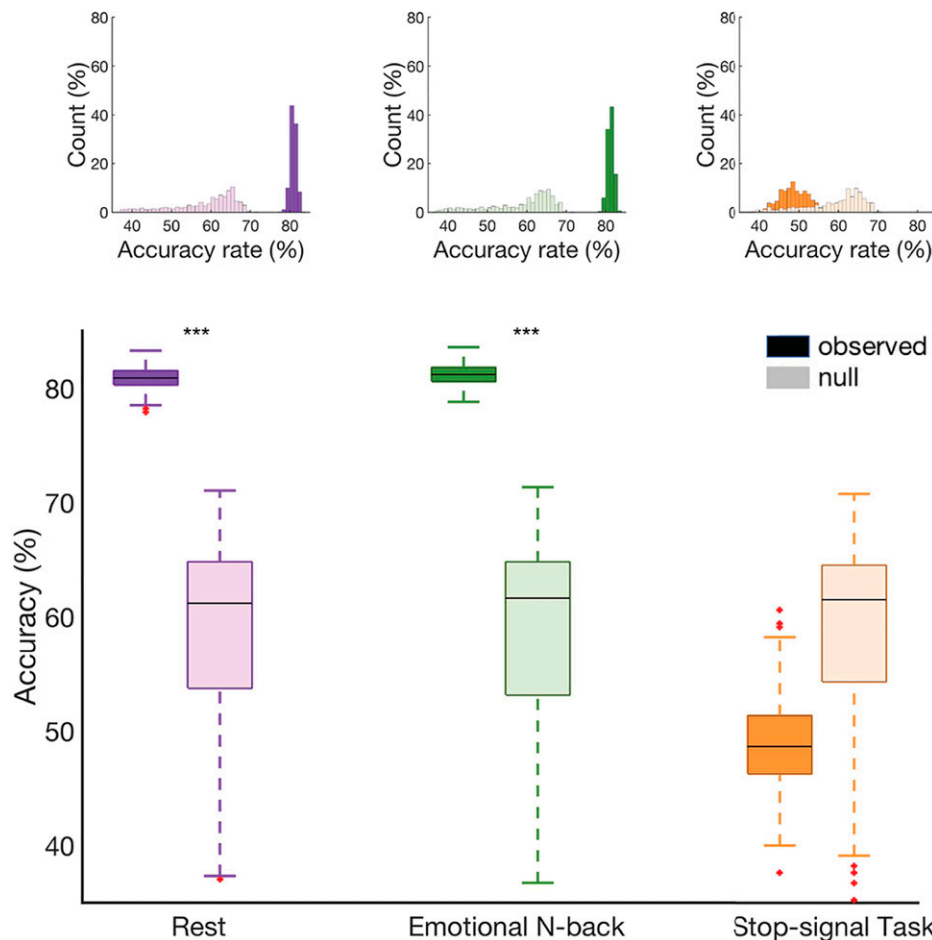 80 80 80
60 60 60
40 40 40
20 20 20
0 0 0
Count (%) Count (%) Count (%)
40 50 60 70 80 40 50 60 70 80 40 50 60 70 80
Accuracy rate (%) Accuracy rate (%) Accuracy rate (%)
*** ***
observed
null
80
70
60
50
40
Accuracy (%)
Rest Emotional N-back Stop-signal Task